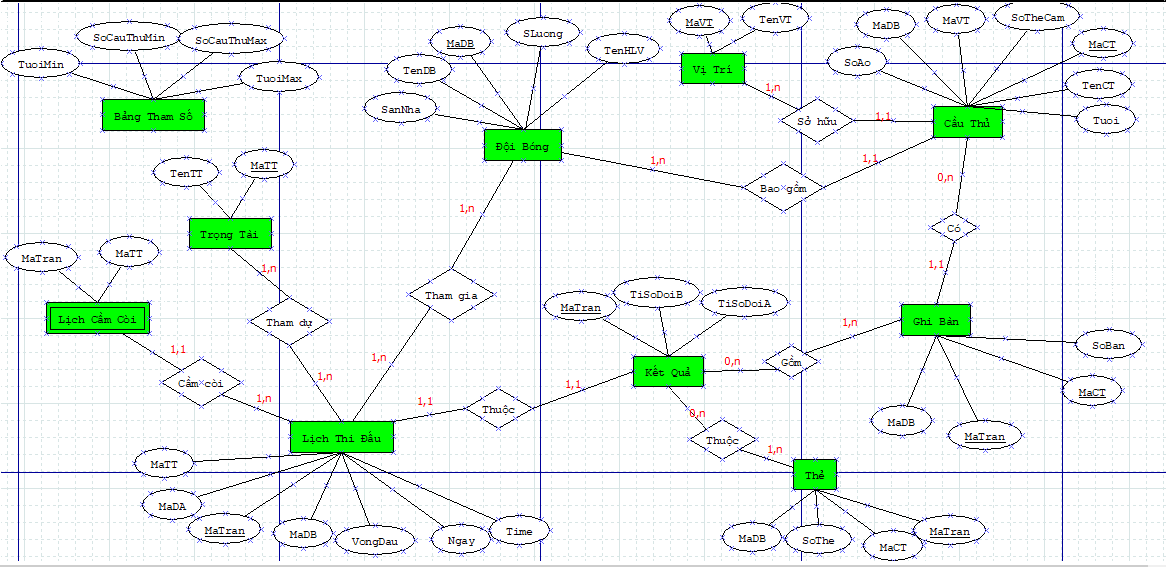 SoCauThuMin
SoCauThuMax
TuoiMin
TuoiMax
Bảng Tham Số
MaDB
SLuong
TenHLV
TenDB
SanNha
Đội Bóng
MaVT
TenVT
Vị Trí
MaDB
MaVT
SoTheCam
MaCT
SoAo
TenCT
Tuoi
Cầu Thủ
1,n
Sở hữu
1,1
1,n
Bao gồm
1,1
0,n
Có
1,1
TenTT
MaTT
Trọng Tài
1,n
MaTran
MaTT
Lịch Cầm Còi
1,n
Tham gia
1,n
Tham dự
1,n
1,1
Cầm còi
1,n
MaTran
TiSoDoiB
TiSoDoiA
Kết Quả
0,n
Gồm
1,n
Ghi Bàn
SoBan
MaCT
MaDB
MaTran
1,1
Thuộc
1,1
0,n
Thuộc
1,n
Lịch Thi Đấu
MaTT
MaDA
MaTran
MaDB
VongDau
Ngay
Time
Thẻ
MaDB
SoThe
MaCT
MaTran